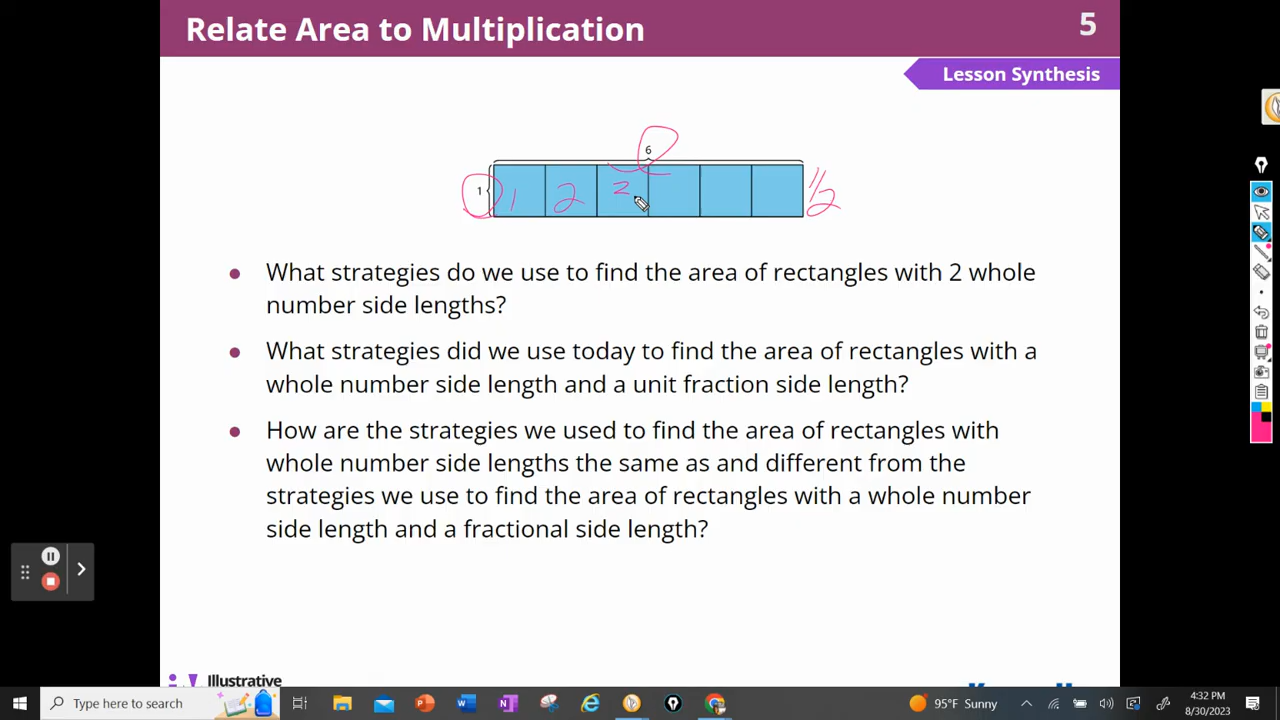 Relate Area to Multiplication
5
Lesson Synthesis
6
1
1 2 1/2
• What strategies do we use to find the area of rectangles with 2 whole
number side lengths?
• What strategies did we use today to find the area of rectangles with a
whole number side length and a unit fraction side length?
• How are the strategies we used to find the area of rectangles with
whole number side lengths the same as and different from the
strategies we use to find the area of rectangles with a whole number
side length and a fractional side length?
Illustrative
Type here to search
95°F Sunny
4:32 PM
8/30/2023